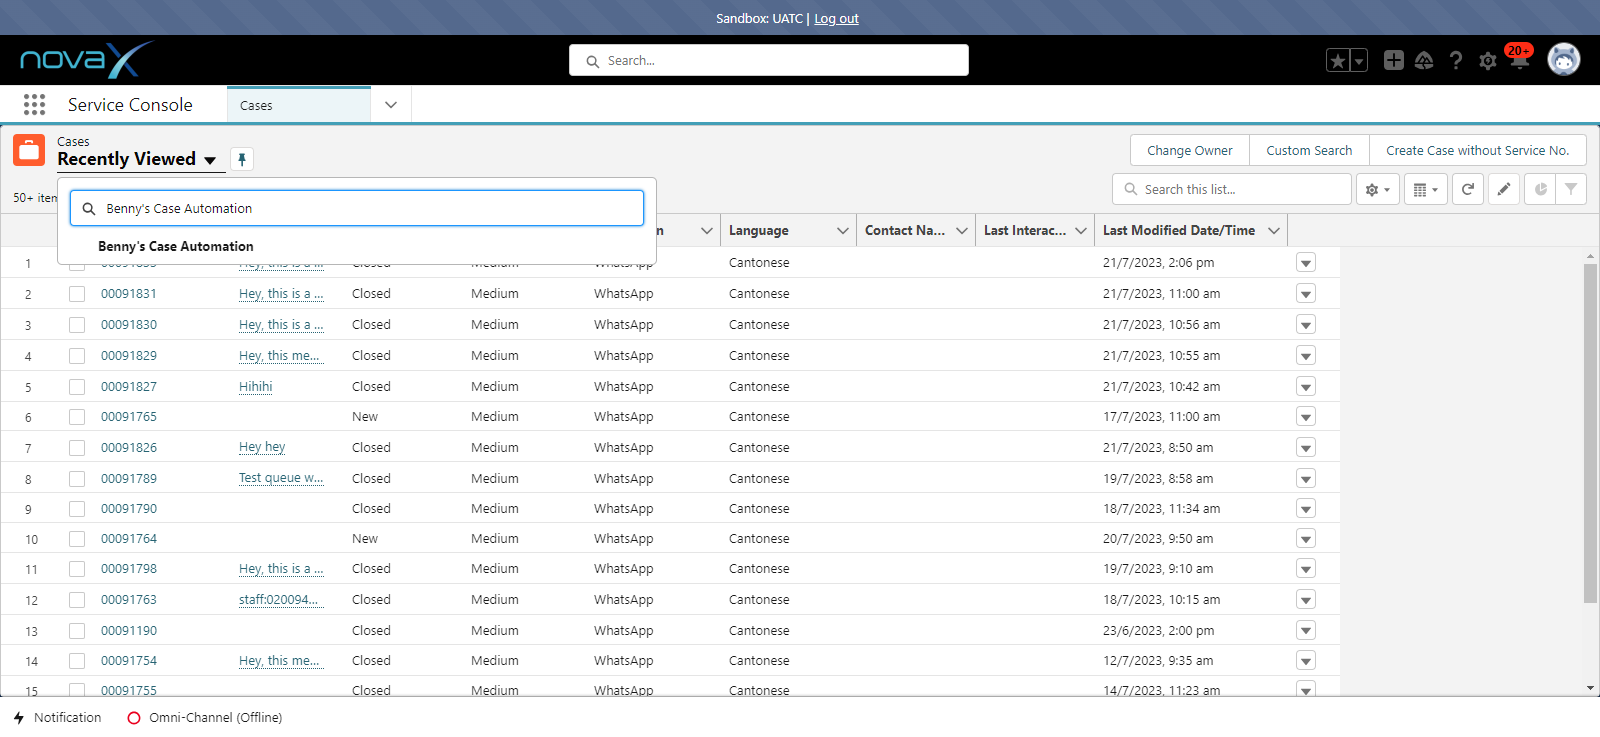 Sandbox: UATC | Log out
novax
Search...
20+
Service Console
Cases
Cases
Recently Viewed
Change Owner
Custom Search
Create Case without Service No.
50+ item
Search this list...
Benny's Case Automation
Benny's Case Automation
n Language Contact Na... Last Interac... Last Modified Date/Time
1 Hey, this is a ... Closed Medium WhatsApp Cantonese 21/7/2023, 2:06 pm
2 00091831 Hey, this is a ... Closed Medium WhatsApp Cantonese 21/7/2023, 11:00 am
3 00091830 Hey, this is a ... Closed Medium WhatsApp Cantonese 21/7/2023, 10:56 am
4 00091829 Hey, this me... Closed Medium WhatsApp Cantonese 21/7/2023, 10:55 am
5 00091827 Hihihi Closed Medium WhatsApp Cantonese 21/7/2023, 10:42 am
6 00091765 New Medium WhatsApp Cantonese 17/7/2023, 11:00 am
7 00091826 Hey hey Closed Medium WhatsApp Cantonese 21/7/2023, 8:50 am
8 00091789 Test queue w... Closed Medium WhatsApp Cantonese 19/7/2023, 8:58 am
9 00091790 Closed Medium WhatsApp Cantonese 18/7/2023, 11:34 am
10 00091764 New Medium WhatsApp Cantonese 20/7/2023, 9:50 am
11 00091798 Hey, this is a ... Closed Medium WhatsApp Cantonese 19/7/2023, 9:10 am
12 00091763 staff:020094... Closed Medium WhatsApp Cantonese 18/7/2023, 10:15 am
13 00091190 Closed Medium WhatsApp Cantonese 23/6/2023, 2:00 pm
14 00091754 Hey, this me... Closed Medium WhatsApp Cantonese 12/7/2023, 9:35 am
15 00091755 Closed Medium WhatsApp Cantonese 14/7/2023, 11:23 am
Notification
Omni-Channel (Offline)